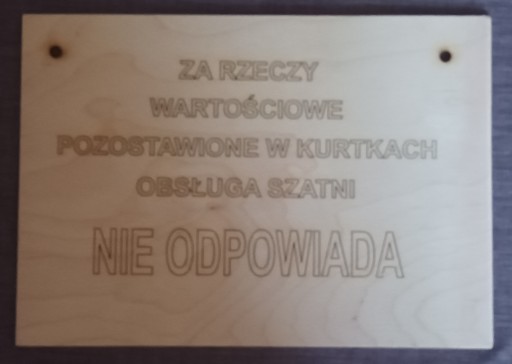 ZA RZECZY
WARTOŚCIOWE
POZOSTAWIONE W KURTKACH
OBSŁUGA SZATNI
NIE ODPOWIADA